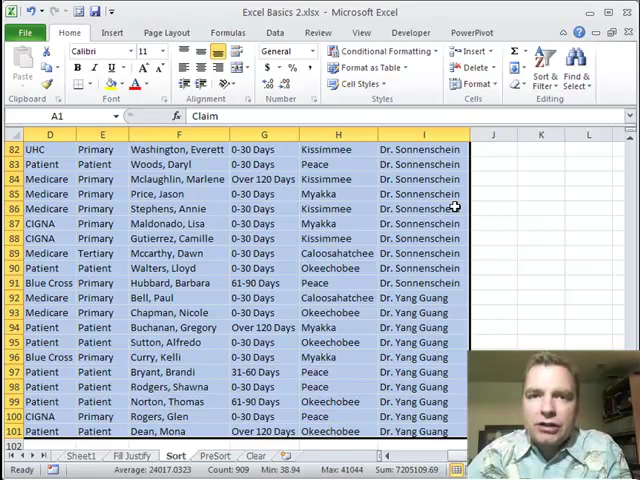 Excel Basics 2.xlsx - Microsoft Excel
File Home Insert Page Layout Formulas Data Review View Developer PowerPivot
Paste Calibri 11 General Conditional Formatting Insert Σ
B I U A A $ % , Format as Table Delete Sort & Filter Find & Select
A Cell Styles Format
Clipboard Font Alignment Number Styles Cells Editing
A1 fx Claim
D E F G H I J K L
82 UHC Primary Washington, Everett 0-30 Days Kissimmee Dr. Sonnenschein
83 Patient Patient Woods, Daryl 0-30 Days Peace Dr. Sonnenschein
84 Medicare Primary Mclaughlin, Marlene Over 120 Days Kissimmee Dr. Sonnenschein
85 Medicare Primary Price, Jason 0-30 Days Myakka Dr. Sonnenschein
86 Medicare Primary Stephens, Annie 0-30 Days Kissimmee Dr. Sonnenschein
87 CIGNA Primary Maldonado, Lisa 0-30 Days Myakka Dr. Sonnenschein
88 CIGNA Primary Gutierrez, Camille 0-30 Days Kissimmee Dr. Sonnenschein
89 Medicare Tertiary Mccarthy, Dawn 0-30 Days Caloosahatchee Dr. Sonnenschein
90 Patient Patient Walters, Lloyd 0-30 Days Okeechobee Dr. Sonnenschein
91 Blue Cross Primary Hubbard, Barbara 61-90 Days Peace Dr. Sonnenschein
92 Medicare Primary Bell, Paul 0-30 Days Caloosahatchee Dr. Yang Guang
93 Medicare Primary Chapman, Nicole 0-30 Days Okeechobee Dr. Yang Guang
94 Patient Patient Buchanan, Gregory Over 120 Days Myakka Dr. Yang Guang
95 Patient Patient Sutton, Alfredo 0-30 Days Okeechobee Dr. Yang Guang
96 Blue Cross Primary Curry, Kelli 0-30 Days Myakka Dr. Yang Guang
97 Patient Patient Bryant, Brandi 31-60 Days Peace Dr. Yang Guang
98 Patient Patient Rodgers, Shawna 0-30 Days Peace Dr. Yang Guang
99 Patient Patient Norton, Thomas 61-90 Days Okeechobee Dr. Yang Guang
100 CIGNA Primary Rogers, Glen 0-30 Days Peace Dr. Yang Guang
101 Patient Patient Dean, Mona Over 120 Days Okeechobee Dr. Yang Guang
102
Sheet1 Fill Justify Sort PreSort Clear
Ready Average: 24017.0323 Count: 909 Min: 38.94 Max: 41044 Sum: 7205109.69